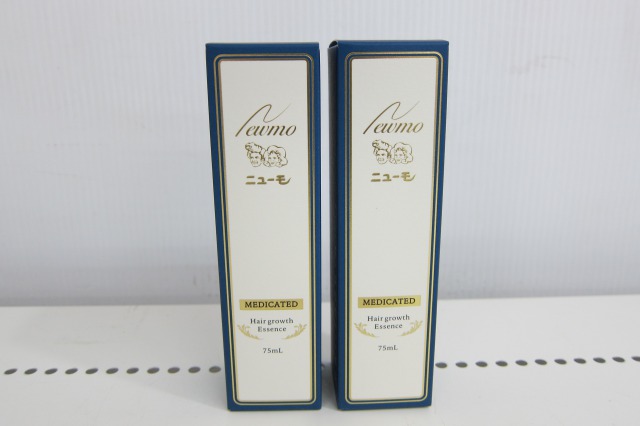 Newmo
ニューモ
MEDICATED
Hair growth
Essence
75mL
Newmo
ニューモ
MEDICATED
Hair growth
Essence
75mL